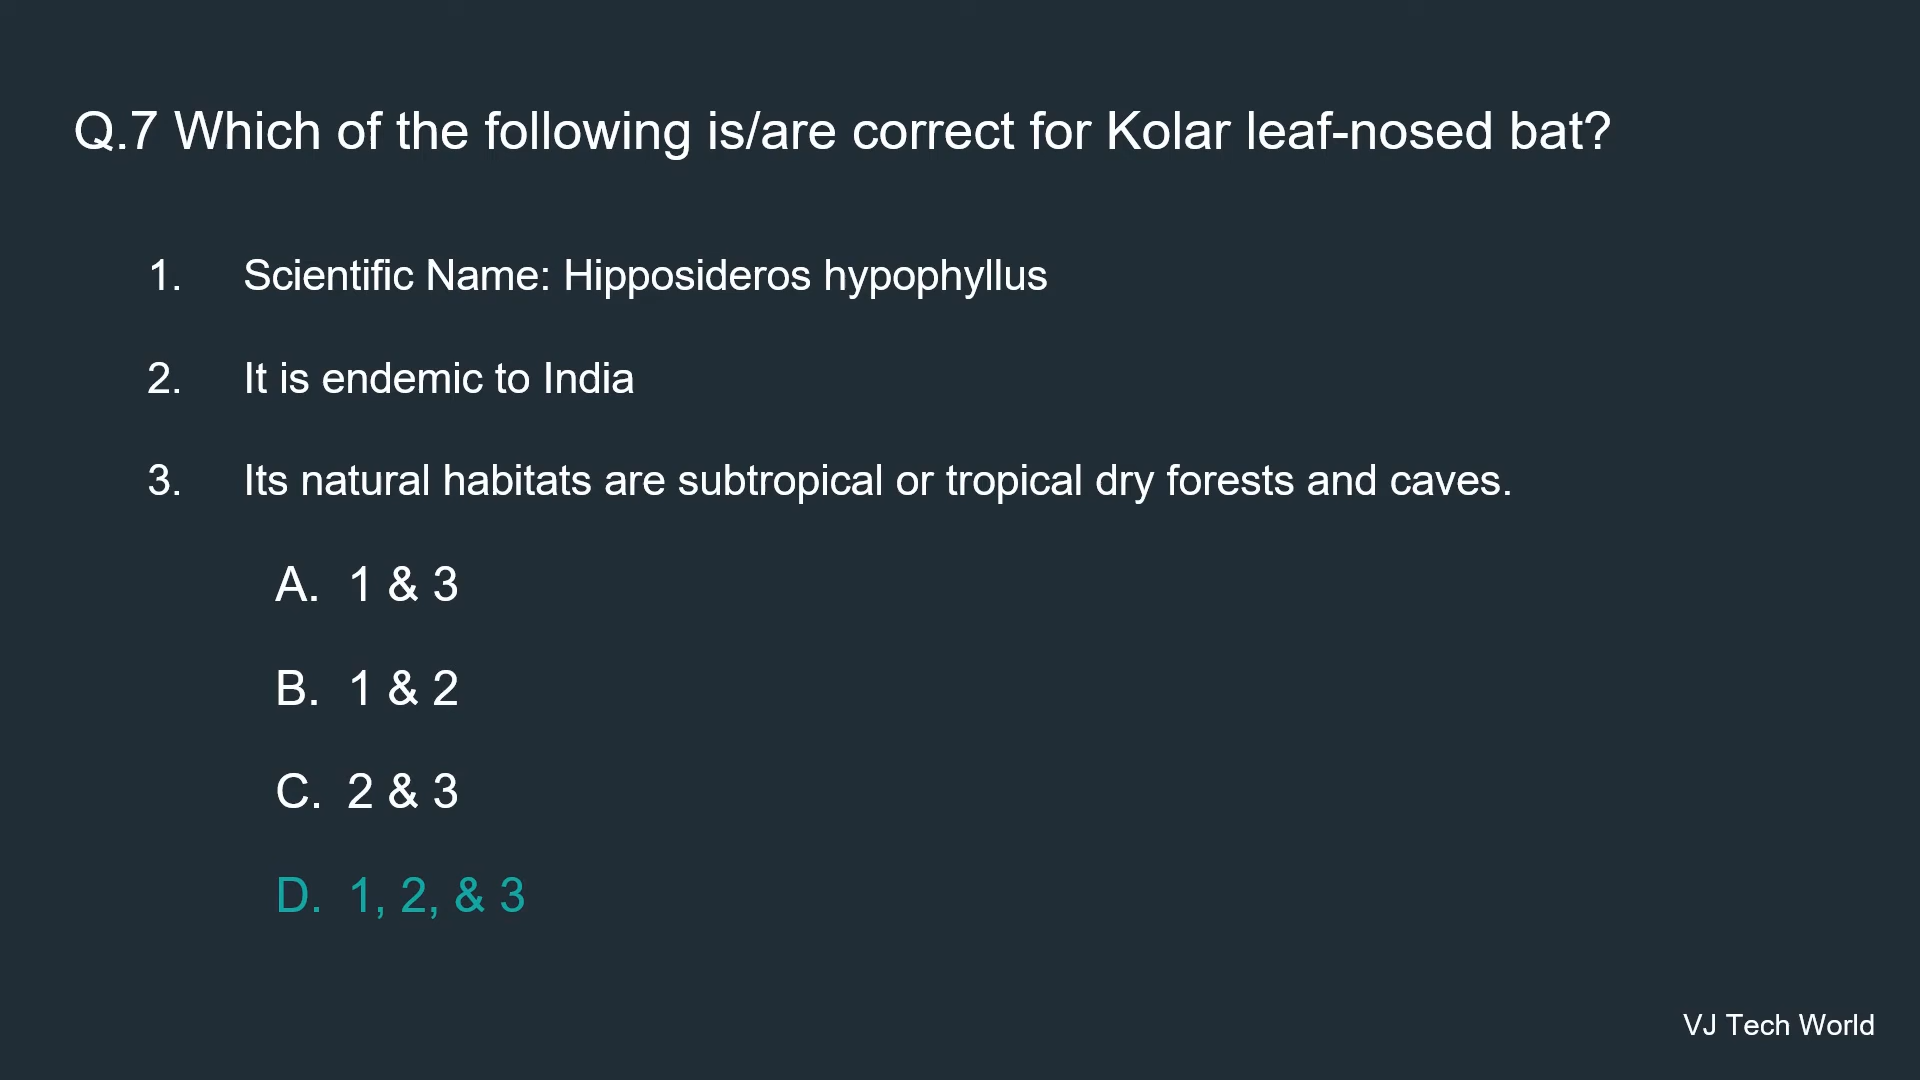 Q.7 Which of the following is/are correct for Kolar leaf-nosed bat?
1. Scientific Name: Hipposideros hypophyllus
2. It is endemic to India
3. Its natural habitats are subtropical or tropical dry forests and caves.
A. 1 & 3
B. 1 & 2
C. 2 & 3
D. 1, 2, & 3
VJ Tech World